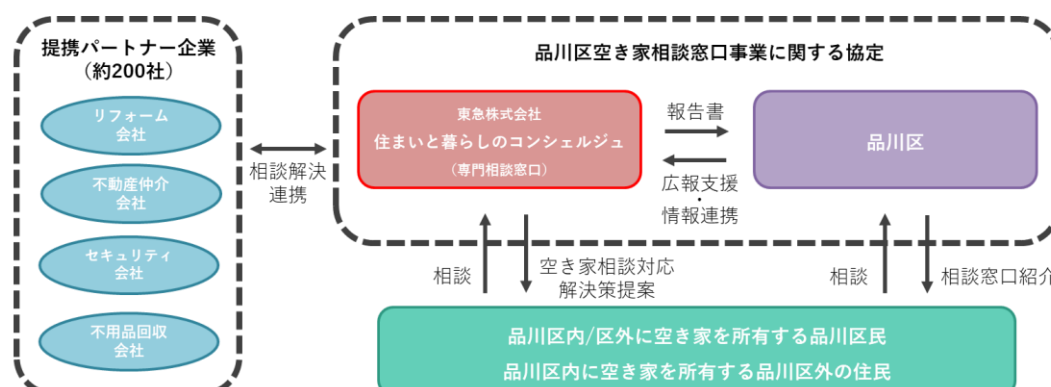 提携パートナー企業
（約200社）
リフォーム
会社
不動産仲介
会社
セキュリティ
会社
不用品回収
会社
相談解決
連携
品川区空き家相談窓口事業に関する協定
東急株式会社
住まいと暮らしのコンシェルジュ
（専門相談窓口）
報告書
広報支援
・
情報連携
品川区
相談
空き家相談対応
解決策提案
相談
相談窓口紹介
品川区内/区外に空き家を所有する品川区民
品川区内に空き家を所有する品川区外の住民